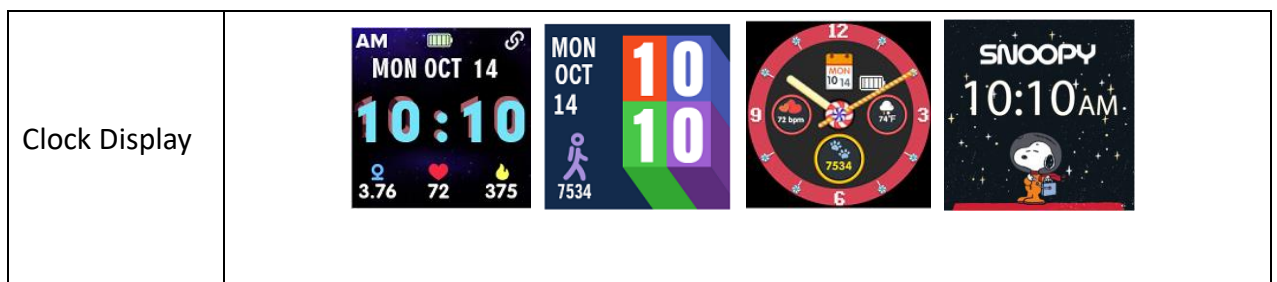 Clock Display
AM
MON OCT 14
10:10
3.76 72 375
MON
OCT
14
10
10
7534
12
MON
10 14
9
72 bpm
74°F
3
7534
6
SNOOPY
10:10AM